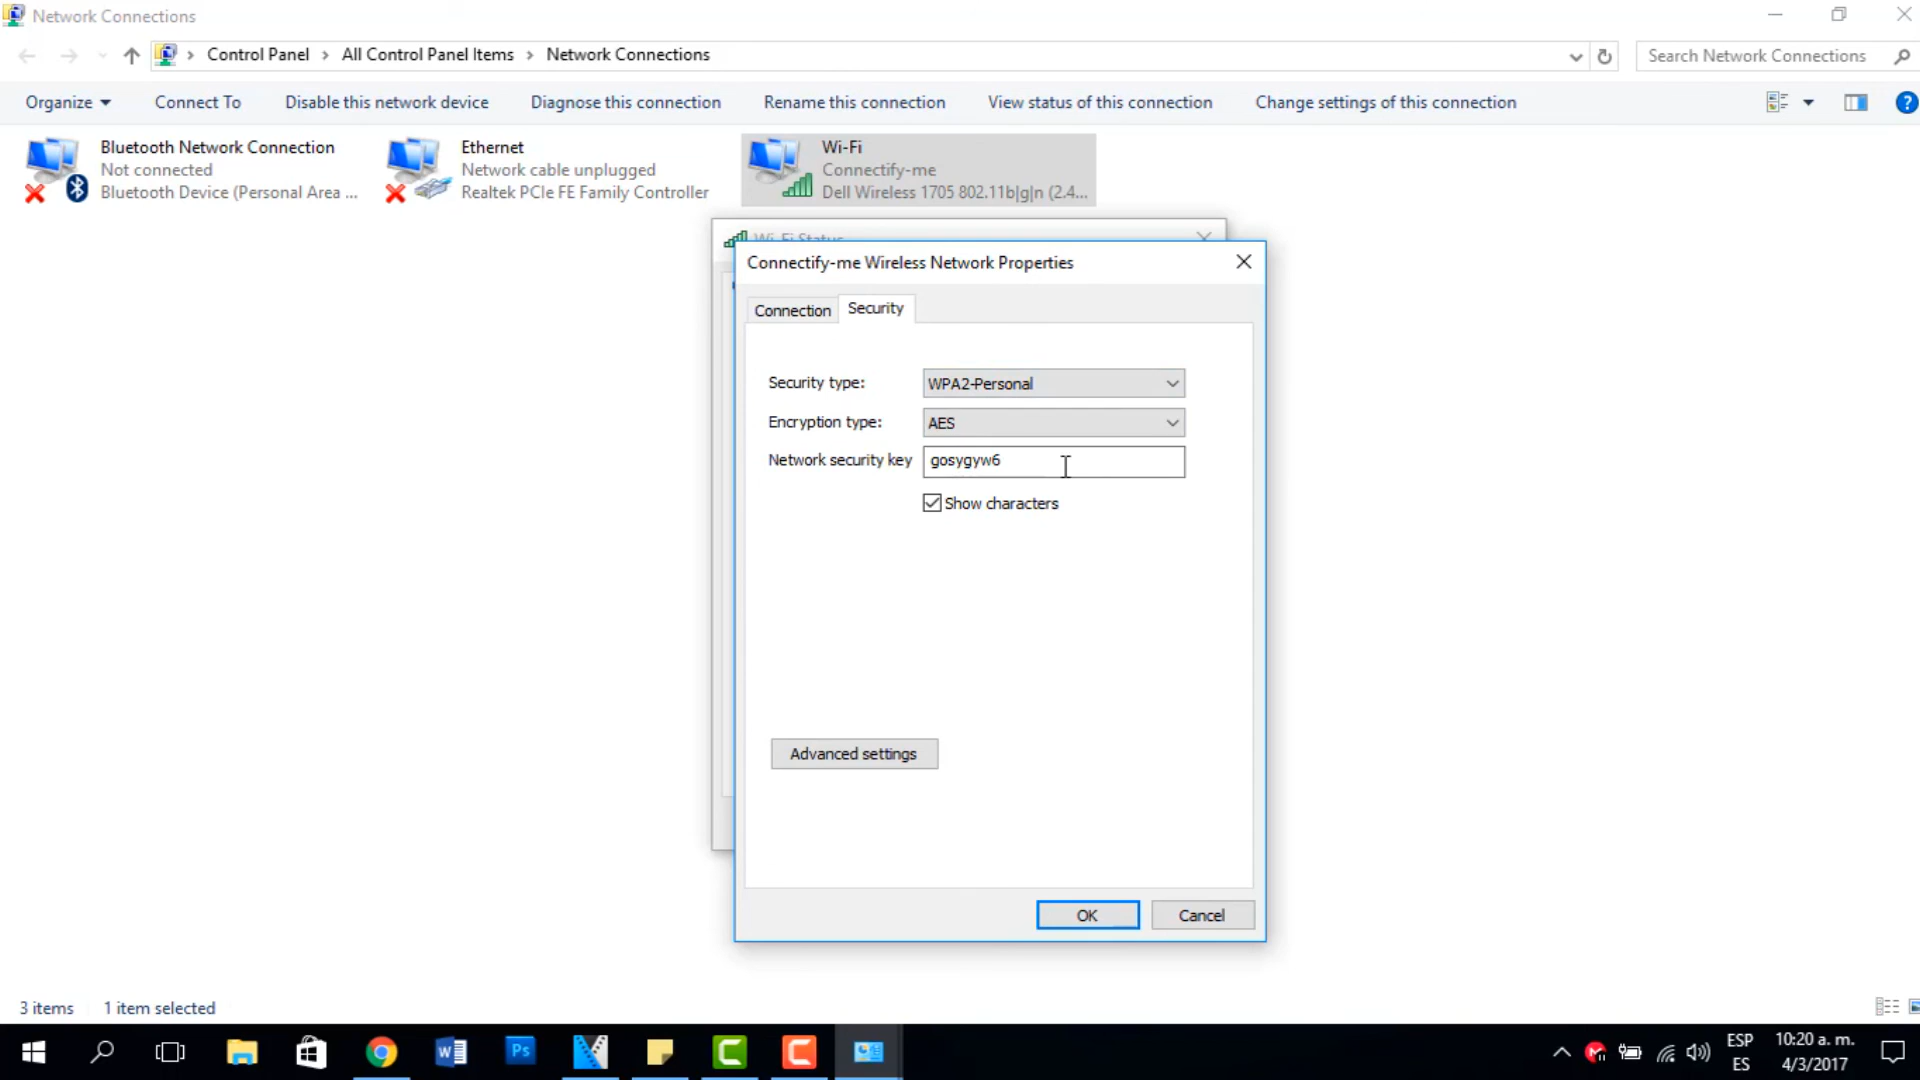 Network Connections
Control Panel > All Control Panel Items > Network Connections
Search Network Connections
Organize Connect To Disable this network device Diagnose this connection Rename this connection View status of this connection Change settings of this connection
Bluetooth Network Connection
Not connected
Bluetooth Device (Personal Area ...
Ethernet
Network cable unplugged
Realtek PCIe FE Family Controller
Wi-Fi
Connectify-me
Dell Wireless 1705 802.11b|g|n (2.4...
Wi-Fi Status
Connectify-me Wireless Network Properties
Connection Security
Security type: WPA2-Personal
Encryption type: AES
Network security key gosygyw6
Show characters
Advanced settings
OK Cancel
3 items 1 item selected
Ps
ESP
ES
10:20 a. m.
4/3/2017